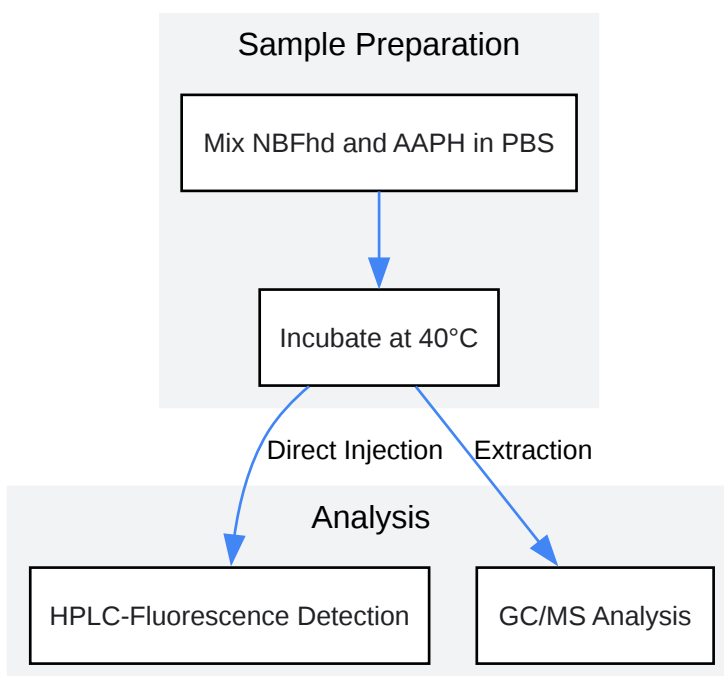 Sample Preparation
Mix NBFhd and AAPH in PBS
Incubate at 40°C
Direct Injection
Extraction
Analysis
HPLC-Fluorescence Detection
GC/MS Analysis